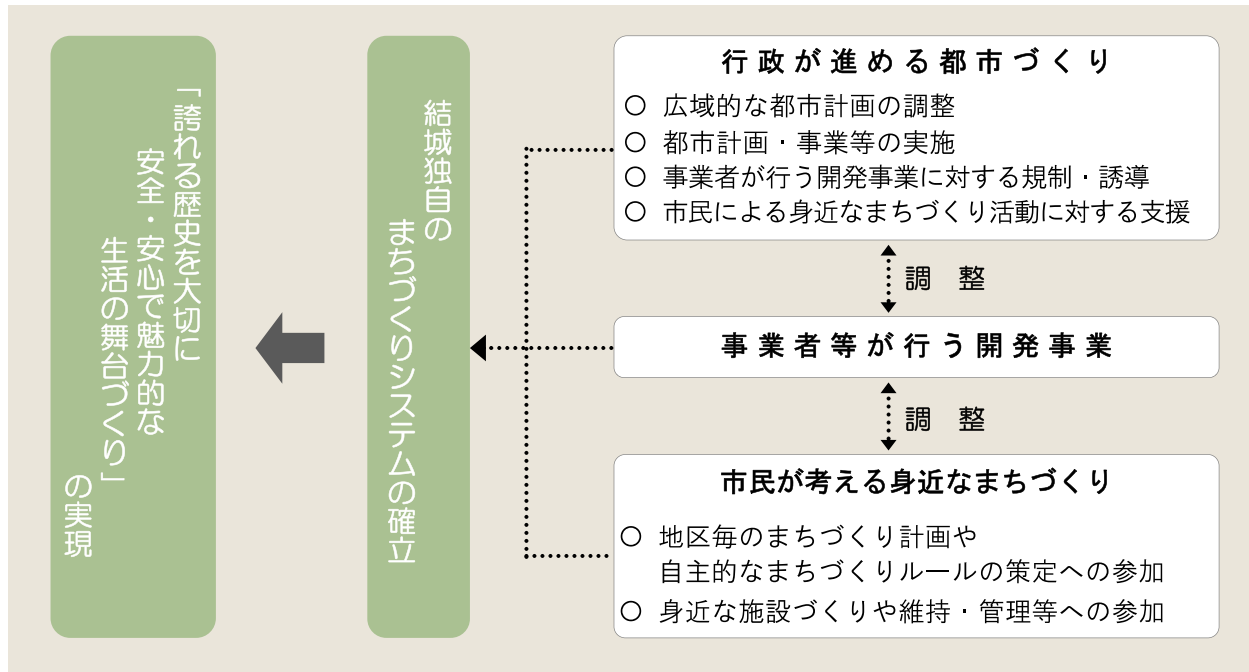 「誇れる歴史を大切に
安全・安心で魅力的な
生活の舞台づくり」
の実現
結城独自の
まちづくりシステムの確立
行政が進める都市づくり
○ 広域的な都市計画の調整
○ 都市計画・事業等の実施
○ 事業者が行う開発事業に対する規制・誘導
○ 市民による身近なまちづくり活動に対する支援
調 整
事業者等が行う開発事業
調 整
市民が考える身近なまちづくり
○ 地区毎のまちづくり計画や
自主的なまちづくりルールの策定への参加
○ 身近な施設づくりや維持・管理等への参加